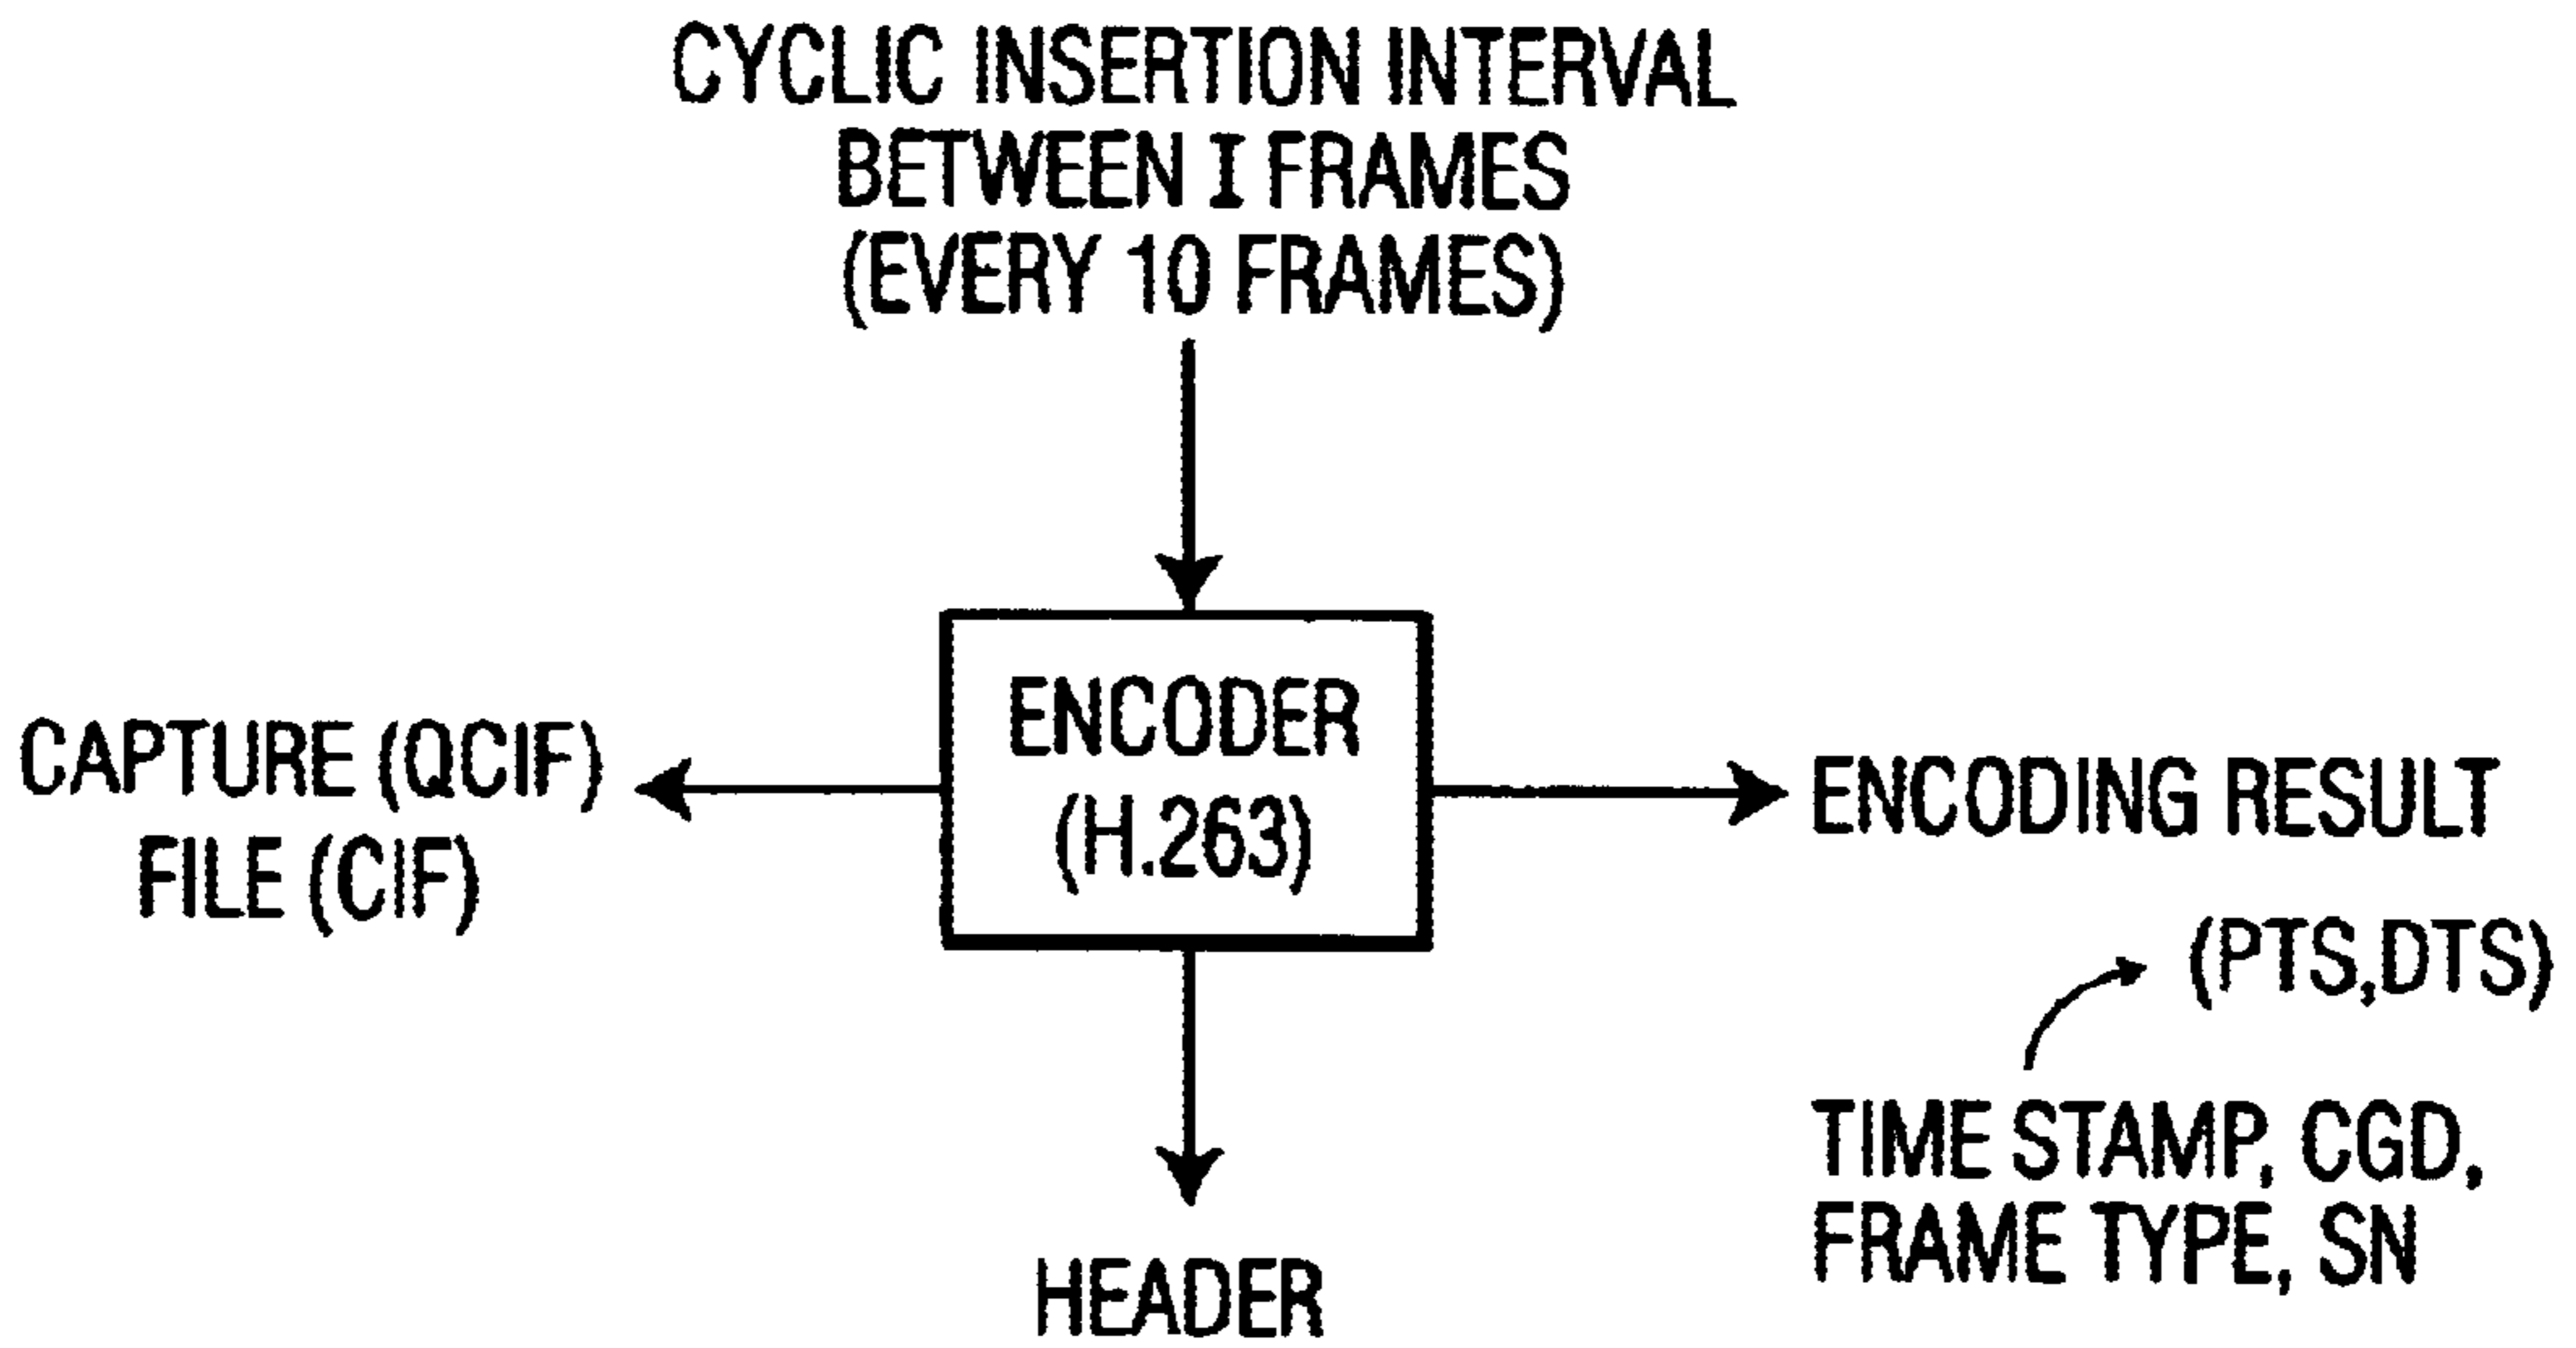 CYCLIC INSERTION INTERVAL
BETWEEN I FRAMES
(EVERY 10 FRAMES)
ENCODER
(H.263)
CAPTURE (QCIF)
FILE (CIF)
ENCODING RESULT
(PTS,DTS)
TIME STAMP, CGD,
FRAME TYPE, SN
HEADER